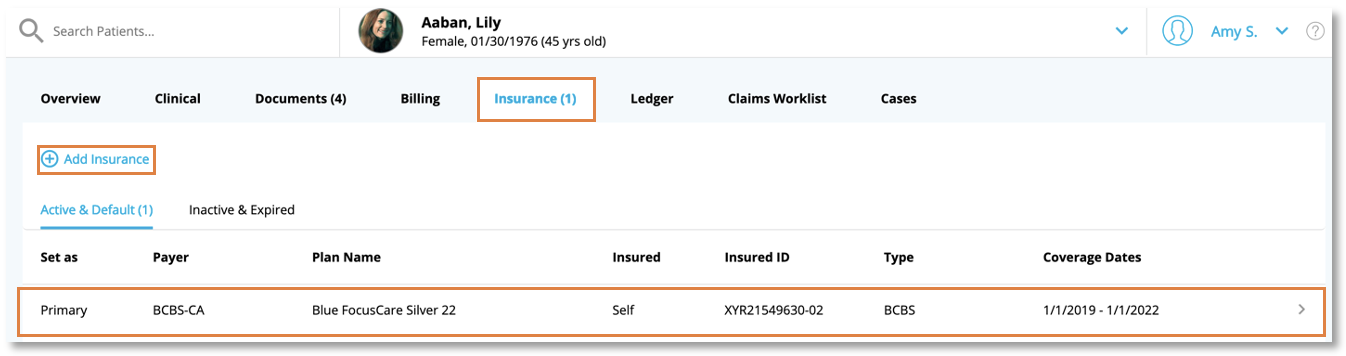 Search Patients...
Aaban, Lily
Female, 01/30/1976 (45 yrs old)
Amy S.
?
Overview Clinical Documents (4) Billing Insurance (1) Ledger Claims Worklist Cases
Add Insurance
Active & Default (1) Inactive & Expired
Set as Payer Plan Name Insured Insured ID Type Coverage Dates
Primary BCBS-CA Blue FocusCare Silver 22 Self XYR21549630-02 BCBS 1/1/2019 - 1/1/2022